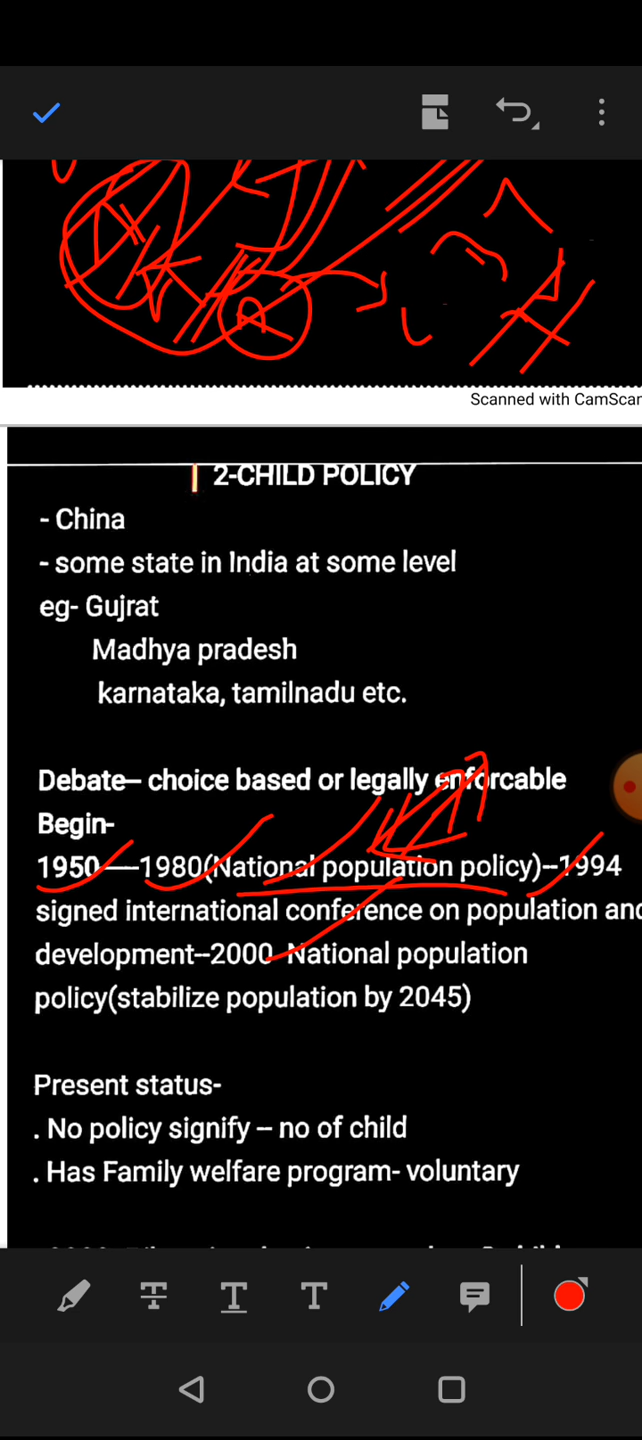 Scanned with CamScar
2-CHILD POLICY
- China
- some state in India at some level
eg- Gujrat
Madhya pradesh
karnataka, tamilnadu etc.
Debate– choice based or legally enforcable
Begin-
1950—-1980(National population policy)--1994
signed international conference on population and
development--2000 National population
policy(stabilize population by 2045)
Present status-
. No policy signify – no of child
. Has Family welfare program- voluntary